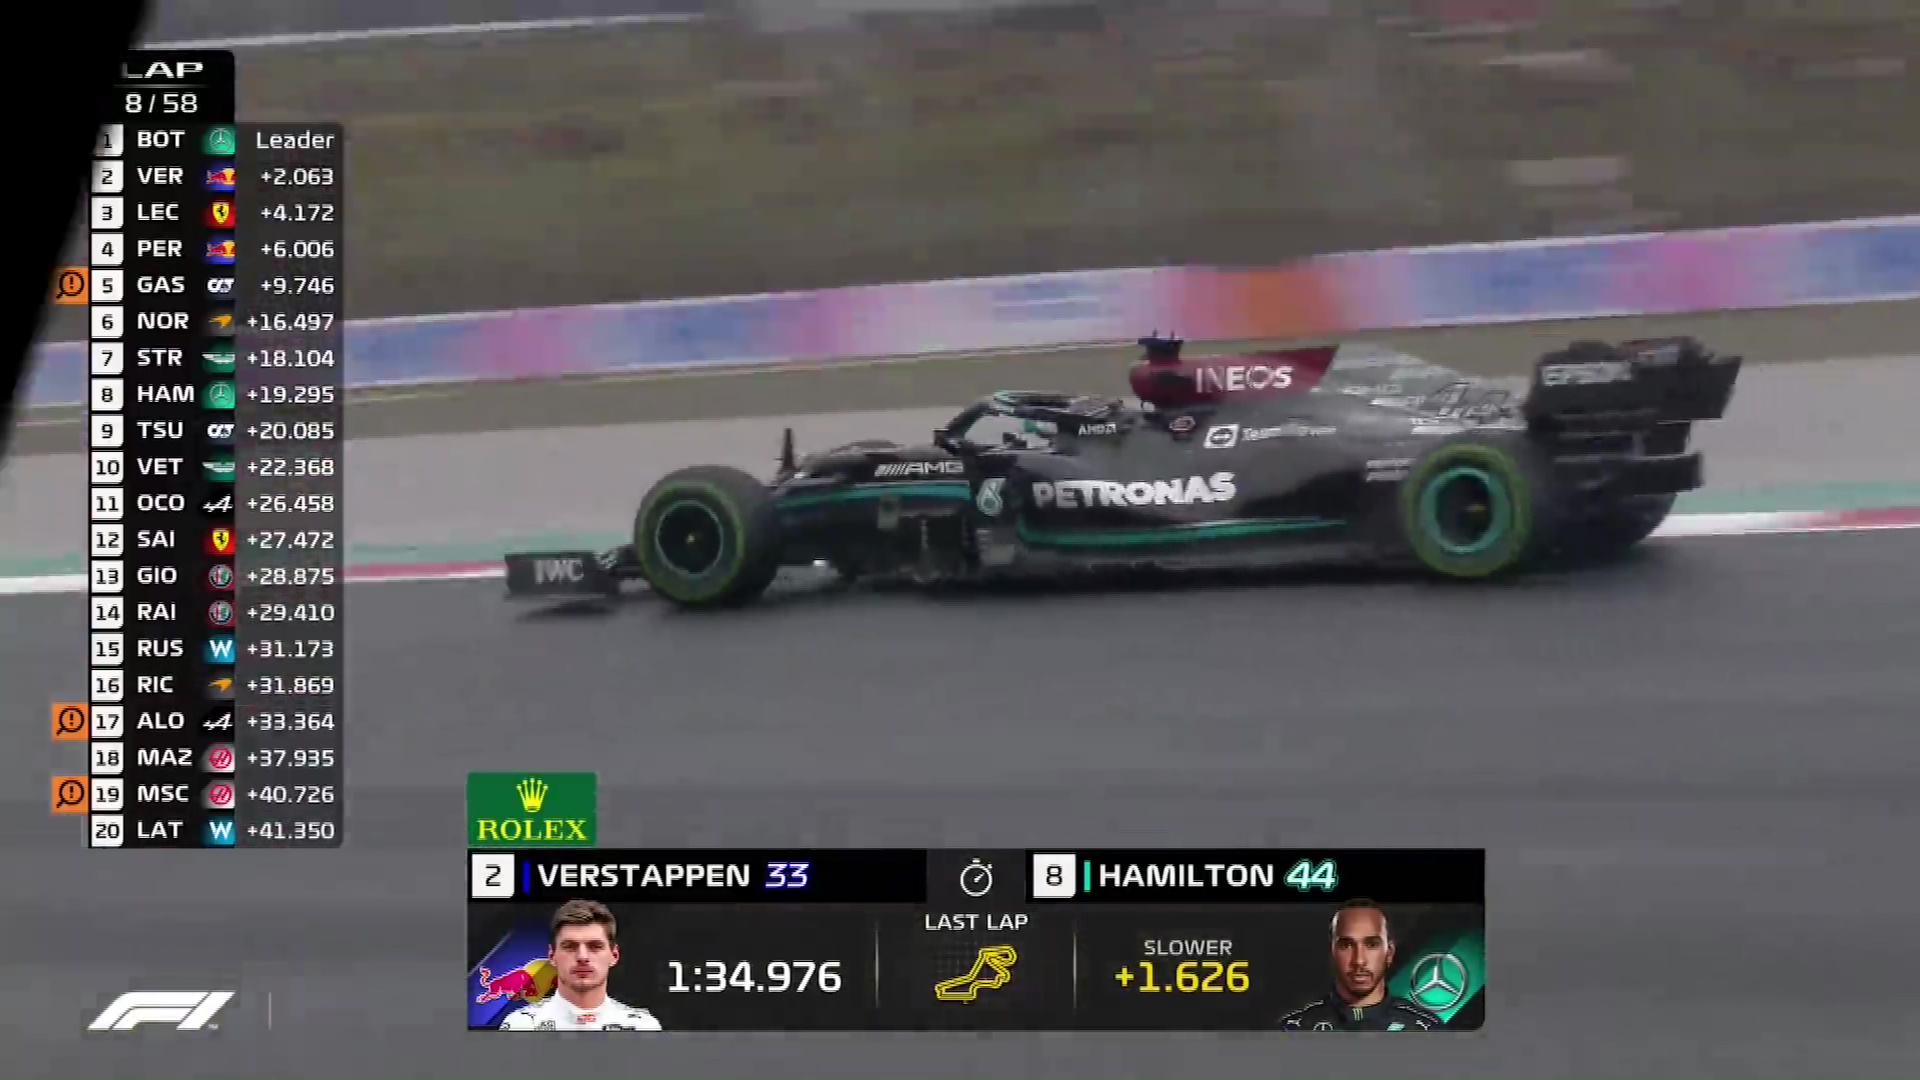 LAP
8 / 58
1 BOT Leader
2 VER +2.063
3 LEC +4.172
4 PER +6.006
5 GAS +9.746
6 NOR +16.497
7 STR +18.104
8 HAM +19.295
9 TSU +20.085
10 VET +22.368
11 OCO +26.458
12 SAI +27.472
13 GIO +28.875
14 RAI +29.410
15 RUS W +31.173
16 RIC +31.869
17 ALO +33.364
18 MAZ +37.935
19 MSC +40.726
20 LAT W +41.350
INEOS
EPSON
44
AMD
TeamViewer
AMG
6
PETRONAS
IWC
ROLEX
2 VERSTAPPEN 33
8 HAMILTON 44
LAST LAP
1:34.976
SLOWER
+1.626
F1